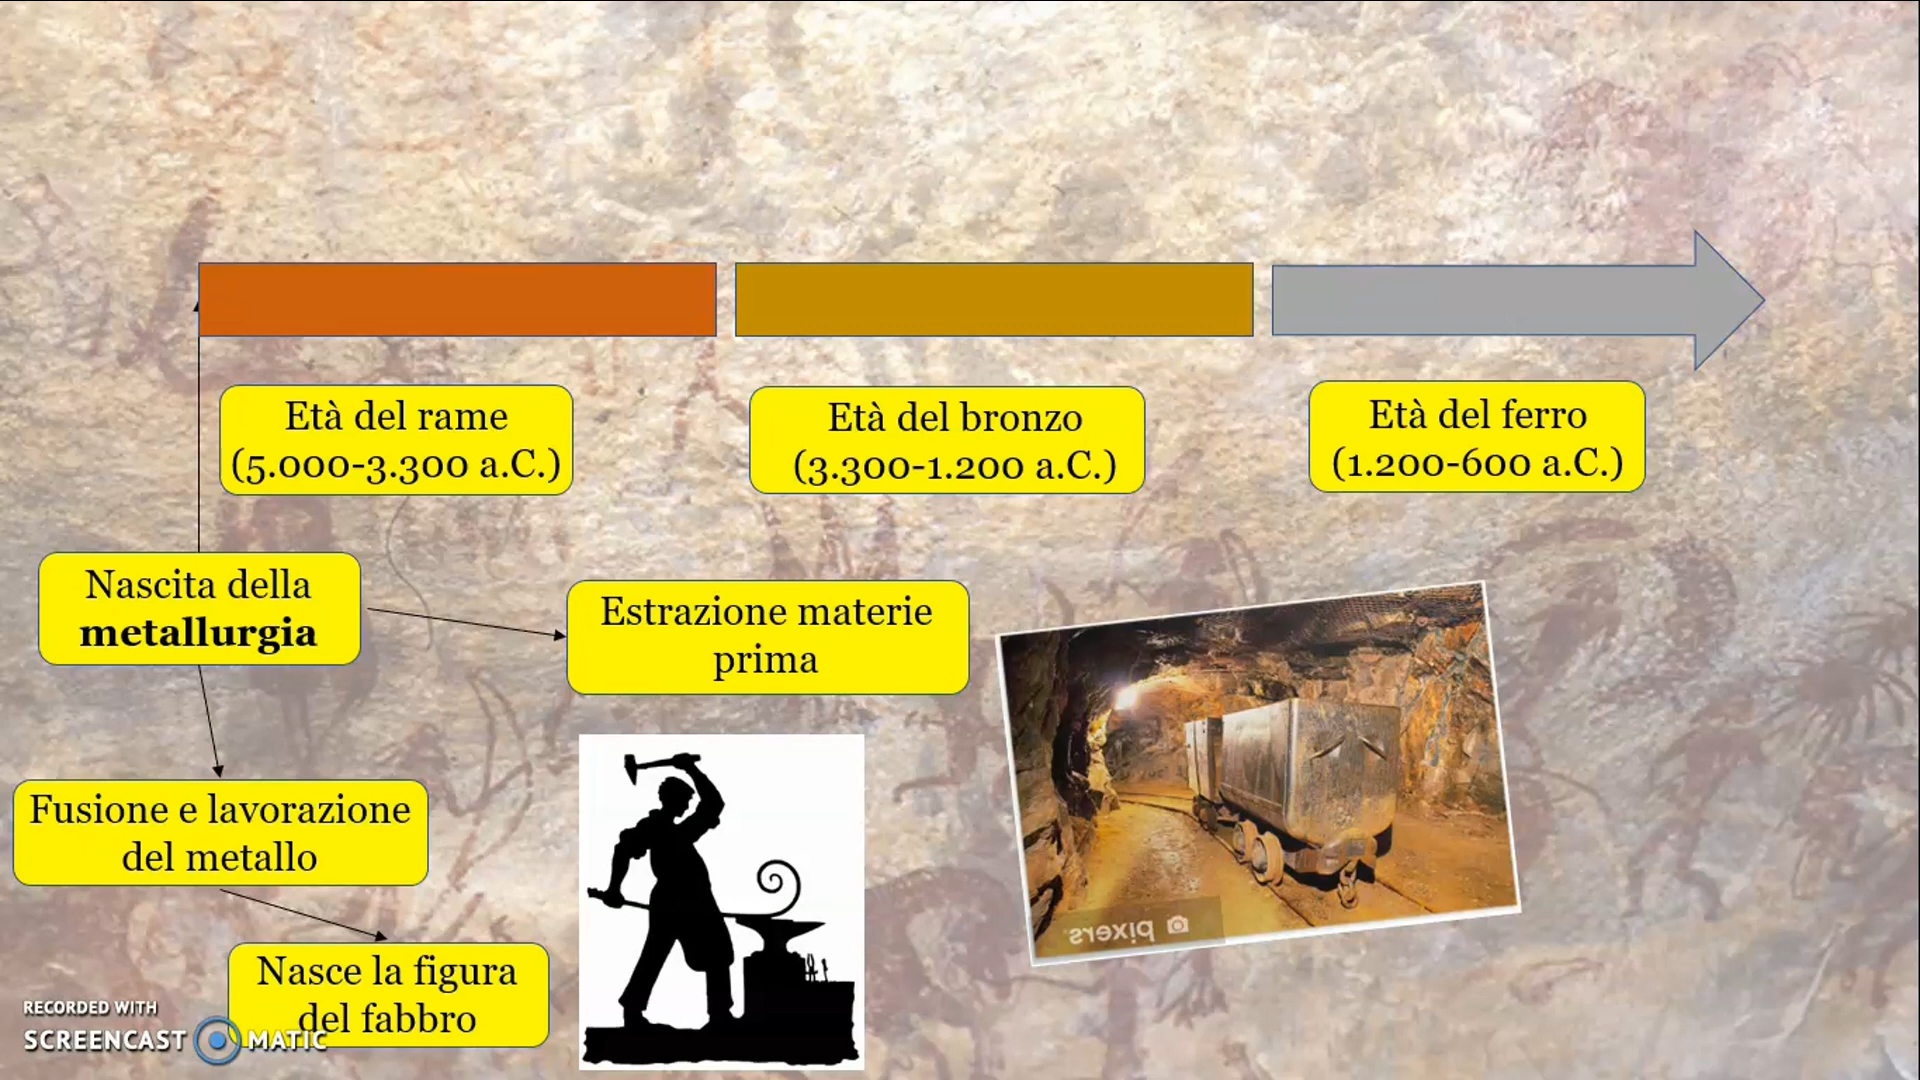 Età del rame
(5.000-3.300 a.C.)
Età del bronzo
(3.300-1.200 a.C.)
Età del ferro
(1.200-600 a.C.)
Nascita della
metallurgia
Estrazione materie
prima
Fusione e lavorazione
del metallo
Nasce la figura
del fabbro
pixers
RECORDED WITH
SCREENCAST MATIC